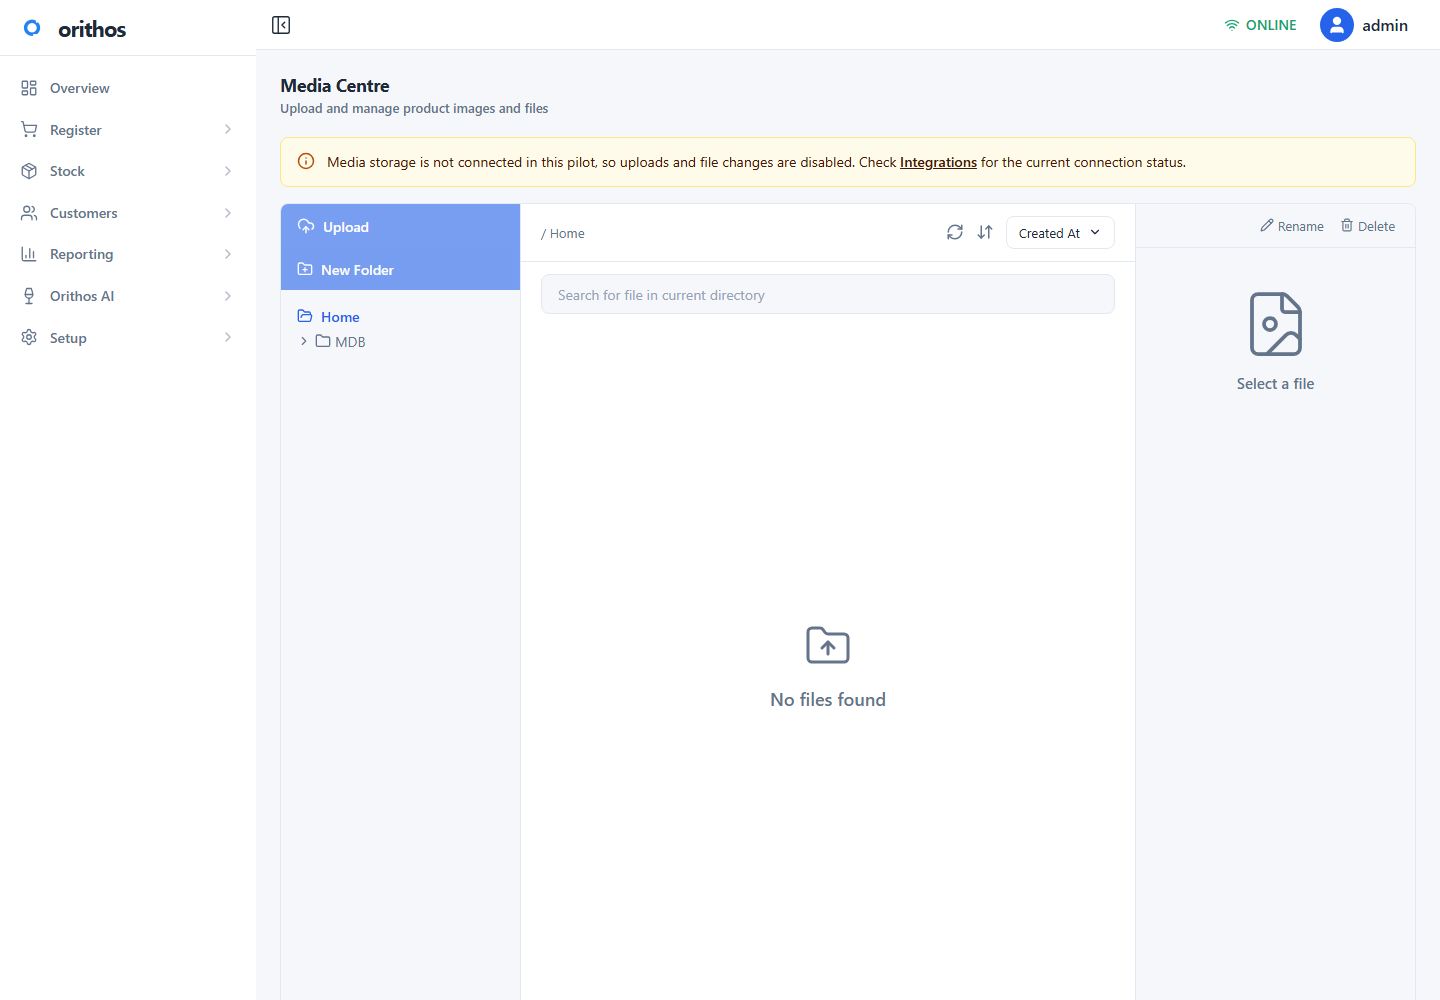 orithos
ONLINE
admin
Overview
Register
Stock
Customers
Reporting
Orithos AI
Setup
Media Centre
Upload and manage product images and files
Media storage is not connected in this pilot, so uploads and file changes are disabled. Check Integrations for the current connection status.
Upload
New Folder
Home
MDB
/ Home
Created At
Search for file in current directory
No files found
Rename
Delete
Select a file